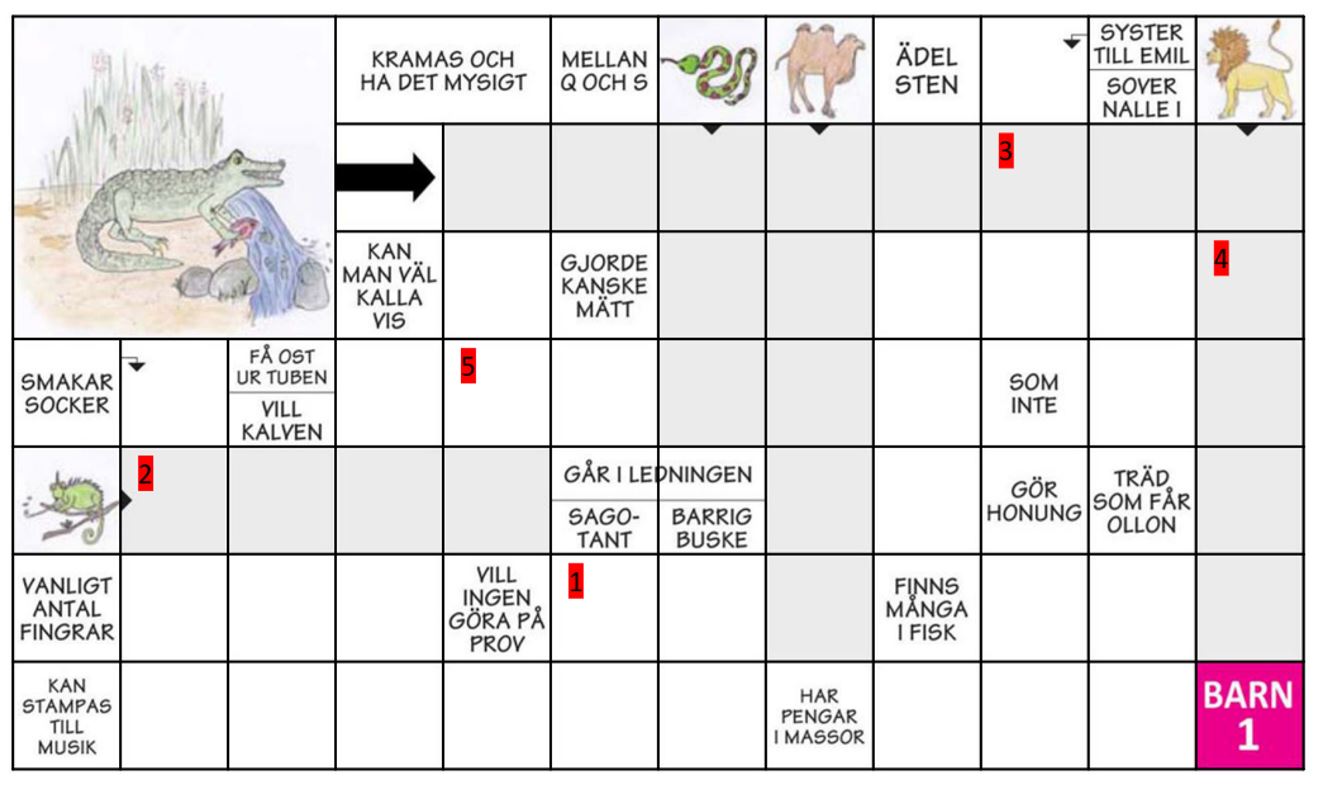 KRAMAS OCH
HA DET MYSIGT
MELLAN
Q OCH S
ÄDEL
STEN
SYSTER
TILL EMIL
SOVER
NALLE I
3
KAN
MAN VÄL
KALLA
VIS
GJORDE
KANSKE
MÄTT
4
SMAKAR
SOCKER
FÅ OST
UR TUBEN
VILL
KALVEN
5
SOM
INTE
2
GÅR I LEDNINGEN
SAGO-
TANT
BARRIG
BUSKE
GÖR
HONUNG
TRÄD
SOM FÅR
OLLON
VANLIGT
ANTAL
FINGRAR
VILL
INGEN
GÖRA PÅ
PROV
1
FINNS
MÅNGA
I FISK
KAN
STAMPAS
TILL
MUSIK
HAR
PENGAR
I MASSOR
BARN
1